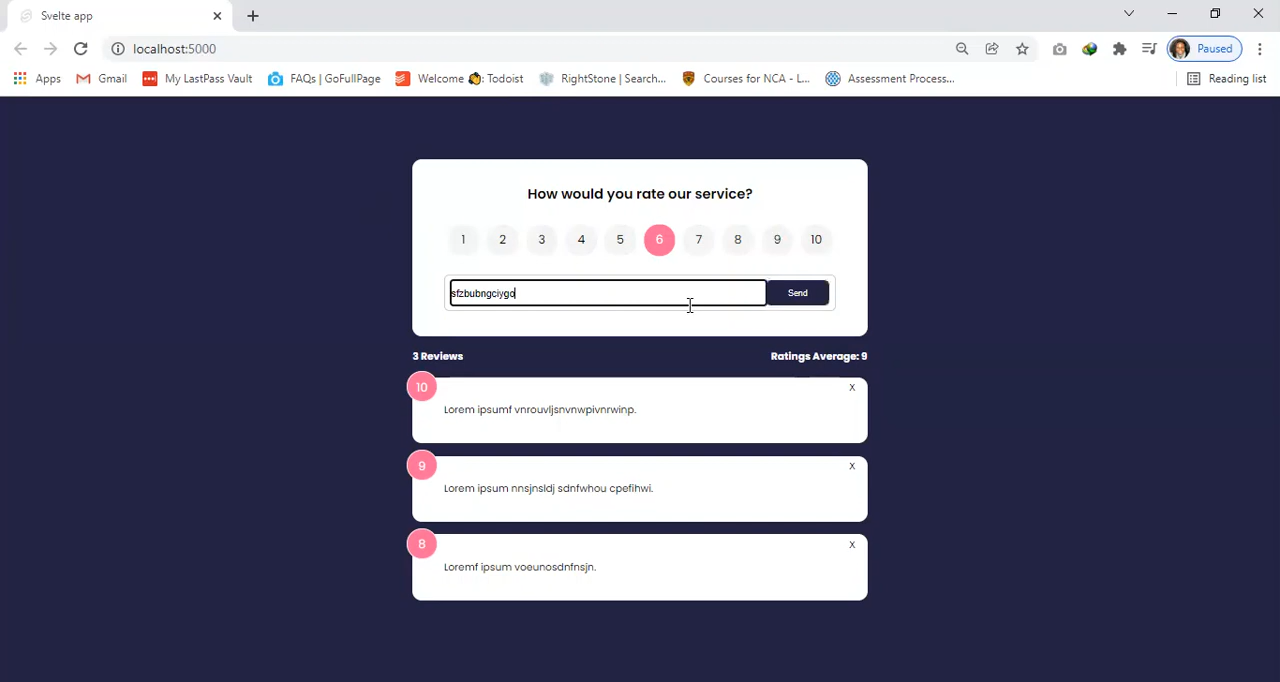 Svelte app
localhost:5000
Paused
Apps
Gmail
My LastPass Vault
FAQs | GoFullPage
Welcome 👋: Todoist
RightStone | Search...
Courses for NCA - L...
Assessment Process...
Reading list
How would you rate our service?
1 2 3 4 5 6 7 8 9 10
sfzbubngciygo
Send
3 Reviews
Ratings Average: 9
10
X
Lorem ipsumf vnrouvljsnvnwpivnrwinp.
9
X
Lorem ipsum nnsjnsldj sdnfwhou cpefihwi.
8
X
Loremf ipsum voeunosdnfnsjn.